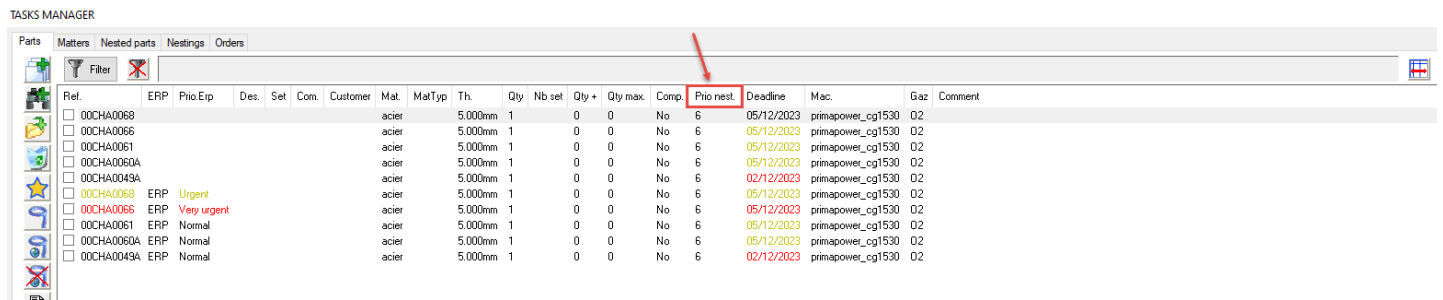 TASKS MANAGER
Parts Matters Nested parts Nestings Orders
Filter
Ref. ERP Prio.Erp Des. Set Com. Customer Mat. MatTyp Th. Qty Nb set Qty + Qty max. Comp. Prio nest. Deadline Mac. Gaz Comment
00CHA0068 acier 5.000mm 1 0 0 No 6 05/12/2023 primapower_cg1530 O2
00CHA0066 acier 5.000mm 1 0 0 No 6 05/12/2023 primapower_cg1530 O2
00CHA0061 acier 5.000mm 1 0 0 No 6 05/12/2023 primapower_cg1530 O2
00CHA0060A acier 5.000mm 1 0 0 No 6 05/12/2023 primapower_cg1530 O2
00CHA0049A acier 5.000mm 1 0 0 No 6 02/12/2023 primapower_cg1530 O2
00CHA0068 ERP Urgent acier 5.000mm 1 0 0 No 6 05/12/2023 primapower_cg1530 O2
00CHA0066 ERP Very urgent acier 5.000mm 1 0 0 No 6 05/12/2023 primapower_cg1530 O2
00CHA0061 ERP Normal acier 5.000mm 1 0 0 No 6 05/12/2023 primapower_cg1530 O2
00CHA0060A ERP Normal acier 5.000mm 1 0 0 No 6 05/12/2023 primapower_cg1530 O2
00CHA0049A ERP Normal acier 5.000mm 1 0 0 No 6 02/12/2023 primapower_cg1530 O2